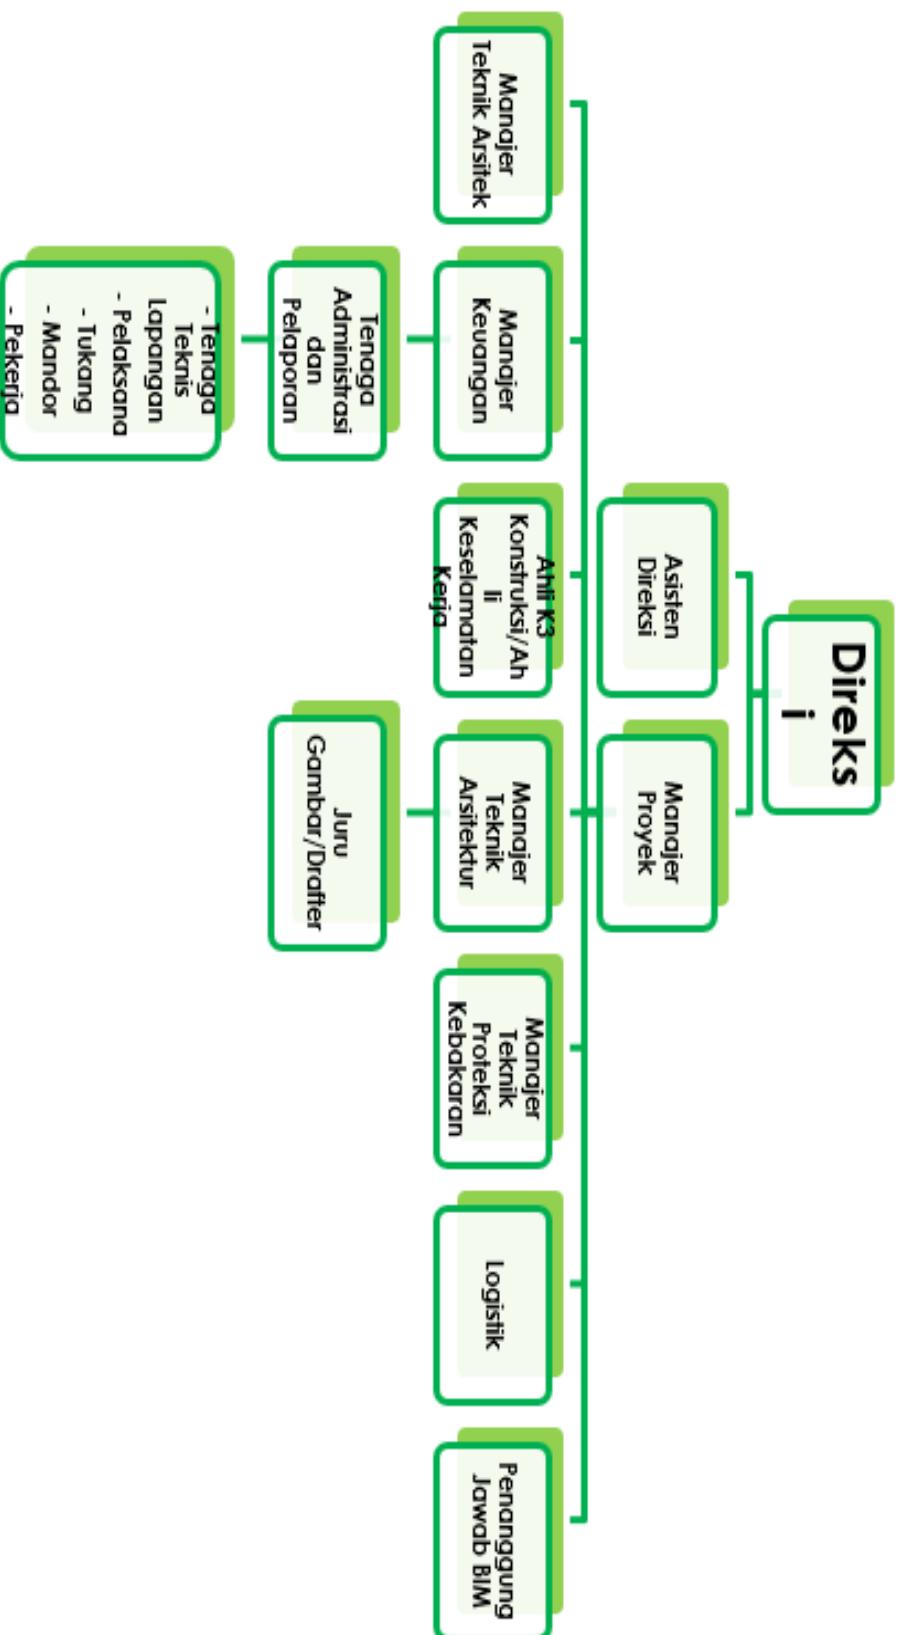 Direks
i
Asisten
Direksi
Manajer
Proyek
Manajer
Teknik Arsitek
Manajer
Keuangan
Ahli K3
Konstruksi/Ah
li
Keselamatan
Kerja
Manajer
Teknik
Arsitektur
Manajer
Teknik
Proteksi
Kebakaran
Logistik
Penanggung
Jawab BIM
Tenaga
Administrasi
dan
Pelaporan
Juru
Gambar/Drafter
- Tenaga
Teknis
Lapangan
- Pelaksana
- Tukang
- Mandor
- Pekerja